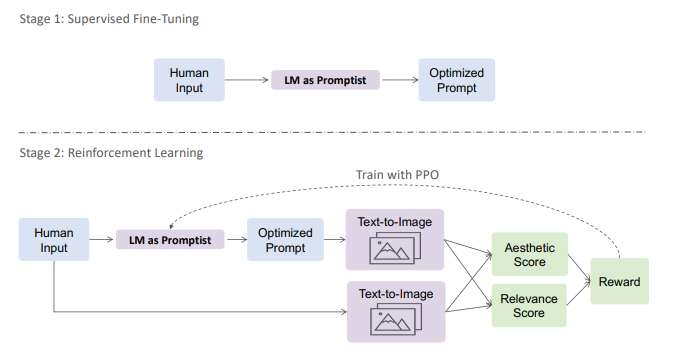 Stage 1: Supervised Fine-Tuning
Human
Input
LM as Promptist
Optimized
Prompt
Stage 2: Reinforcement Learning
Train with PPO
Human
Input
LM as Promptist
Optimized
Prompt
Text-to-Image
Text-to-Image
Aesthetic
Score
Relevance
Score
Reward